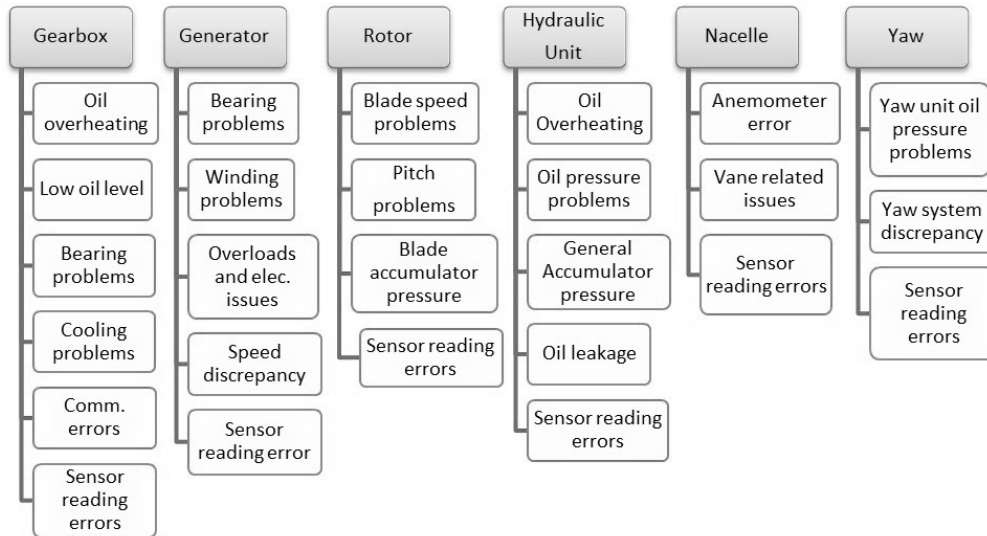 Gearbox
Oil
overheating
Low oil level
Bearing
problems
Cooling
problems
Comm.
errors
Sensor
reading
errors
Generator
Bearing
problems
Winding
problems
Overloads
and elec.
issues
Speed
discrepancy
Sensor
reading error
Rotor
Blade speed
problems
Pitch
problems
Blade
accumulator
pressure
Sensor reading
errors
Hydraulic
Unit
Oil
Overheating
Oil pressure
problems
General
Accumulator
pressure
Oil leakage
Sensor reading
errors
Nacelle
Anemometer
error
Vane related
issues
Sensor
reading errors
Yaw
Yaw unit oil
pressure
problems
Yaw system
discrepancy
Sensor
reading
errors